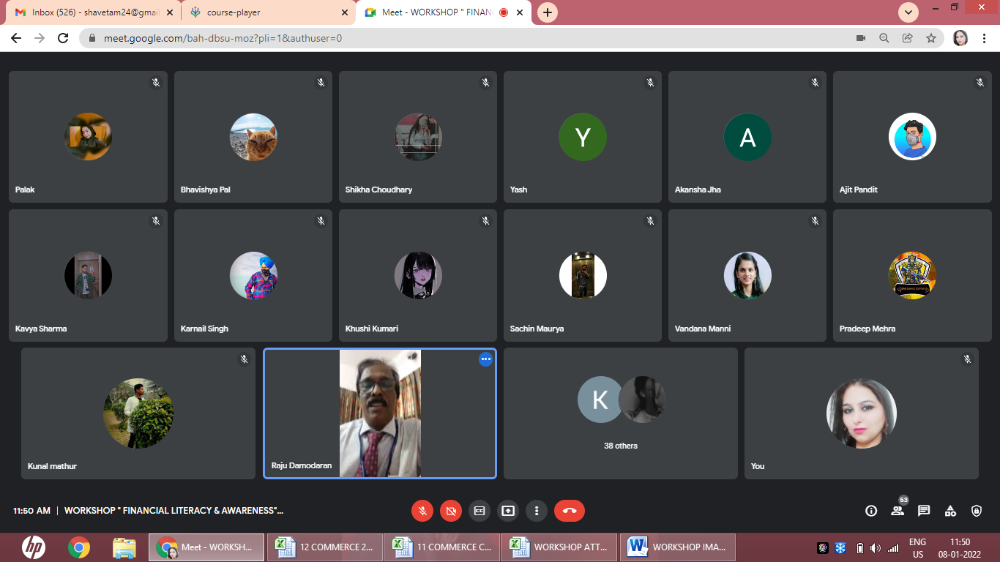 Inbox (526) - shavetam24@gmai
course-player
Meet - WORKSHOP " FINAN
meet.google.com/bah-dbsu-moz?pli=1&authuser=0
Palak
Bhavishya Pal
Shikha Choudhary
Y
Yash
A
Akansha Jha
Ajit Pandit
Kavya Sharma
Karnail Singh
Khushi Kumari
Sachin Maurya
Vandana Manni
Pradeep Mehra
Kunal mathur
Raju Damodaran
K
38 others
You
11:50 AM | WORKSHOP " FINANCIAL LITERACY & AWARENESS"...
53
hp
Meet - WORKSH...
12 COMMERCE 2...
11 COMMERCE C...
WORKSHOP ATT...
WORKSHOP IMA...
ENG
US
11:50
08-01-2022